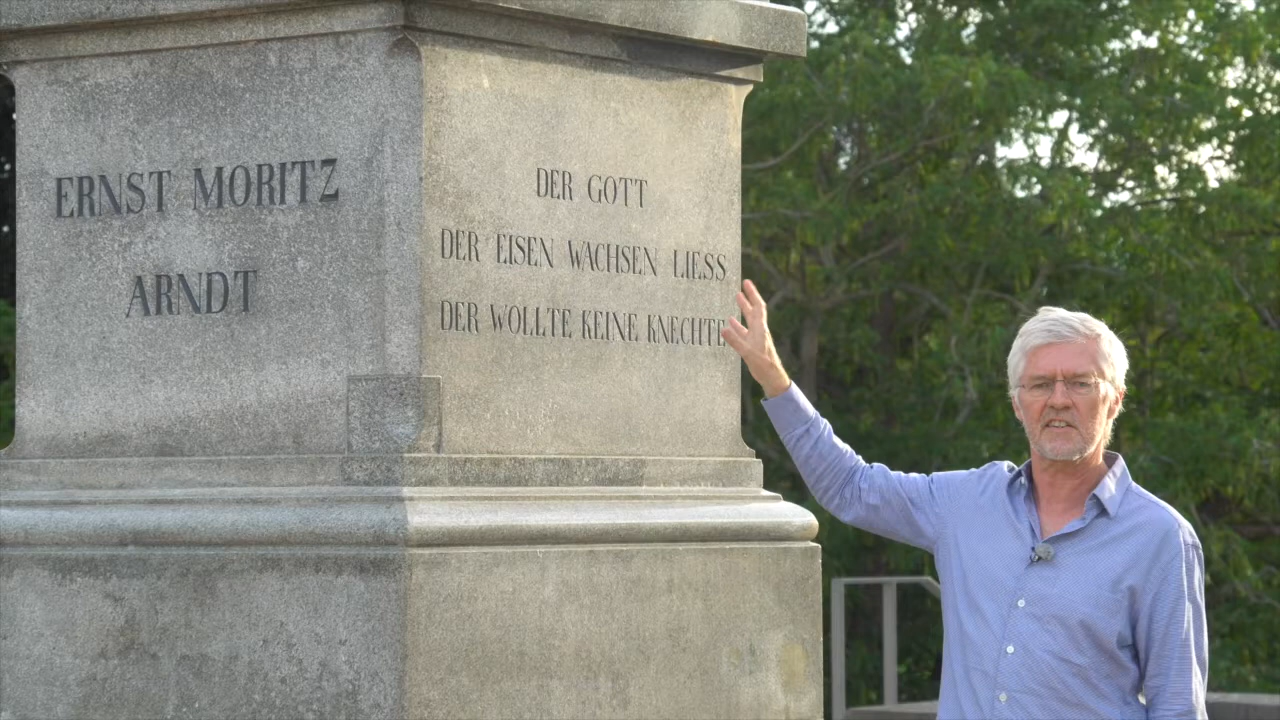 ERNST MORITZ
ARNDT
DER GOTT
DER EISEN WACHSEN LIESS
DER WOLLTE KEINE KNECHTE